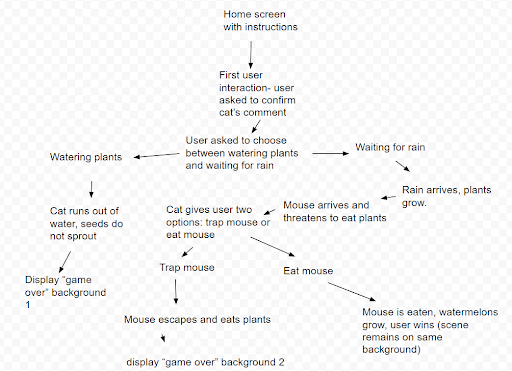 Home screen
with instructions
First user
interaction- user
asked to confirm
cat's comment
User asked to choose
between watering plants
and waiting for rain
Watering plants
Waiting for rain
Rain arrives, plants
grow.
Cat runs out of
water, seeds do
not sprout
Cat gives user two
options: trap mouse or
eat mouse
Mouse arrives and
threatens to eat plants
Display "game
over" background
1
Trap mouse
Eat mouse
Mouse escapes and eats plants
Mouse is eaten, watermelons
grow, user wins (scene
remains on same
background)
display "game over" background 2